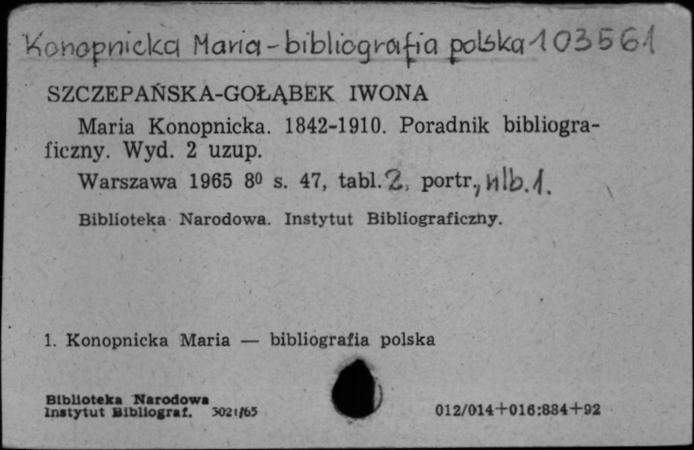 Konopnicka Maria - bibliografia polska 103561
SZCZEPAŃSKA-GOŁĄBEK IWONA
Maria Konopnicka. 1842-1910. Poradnik bibliogra-
ficzny. Wyd. 2 uzup.
Warszawa 1965 8⁰ s. 47, tabl. 2, portr., nlb. 1.
Biblioteka Narodowa. Instytut Bibliograficzny.
1. Konopnicka Maria — bibliografia polska
Biblioteka Narodowa
Instytut Bibliograf. 3021/65
012/014+016:884+92